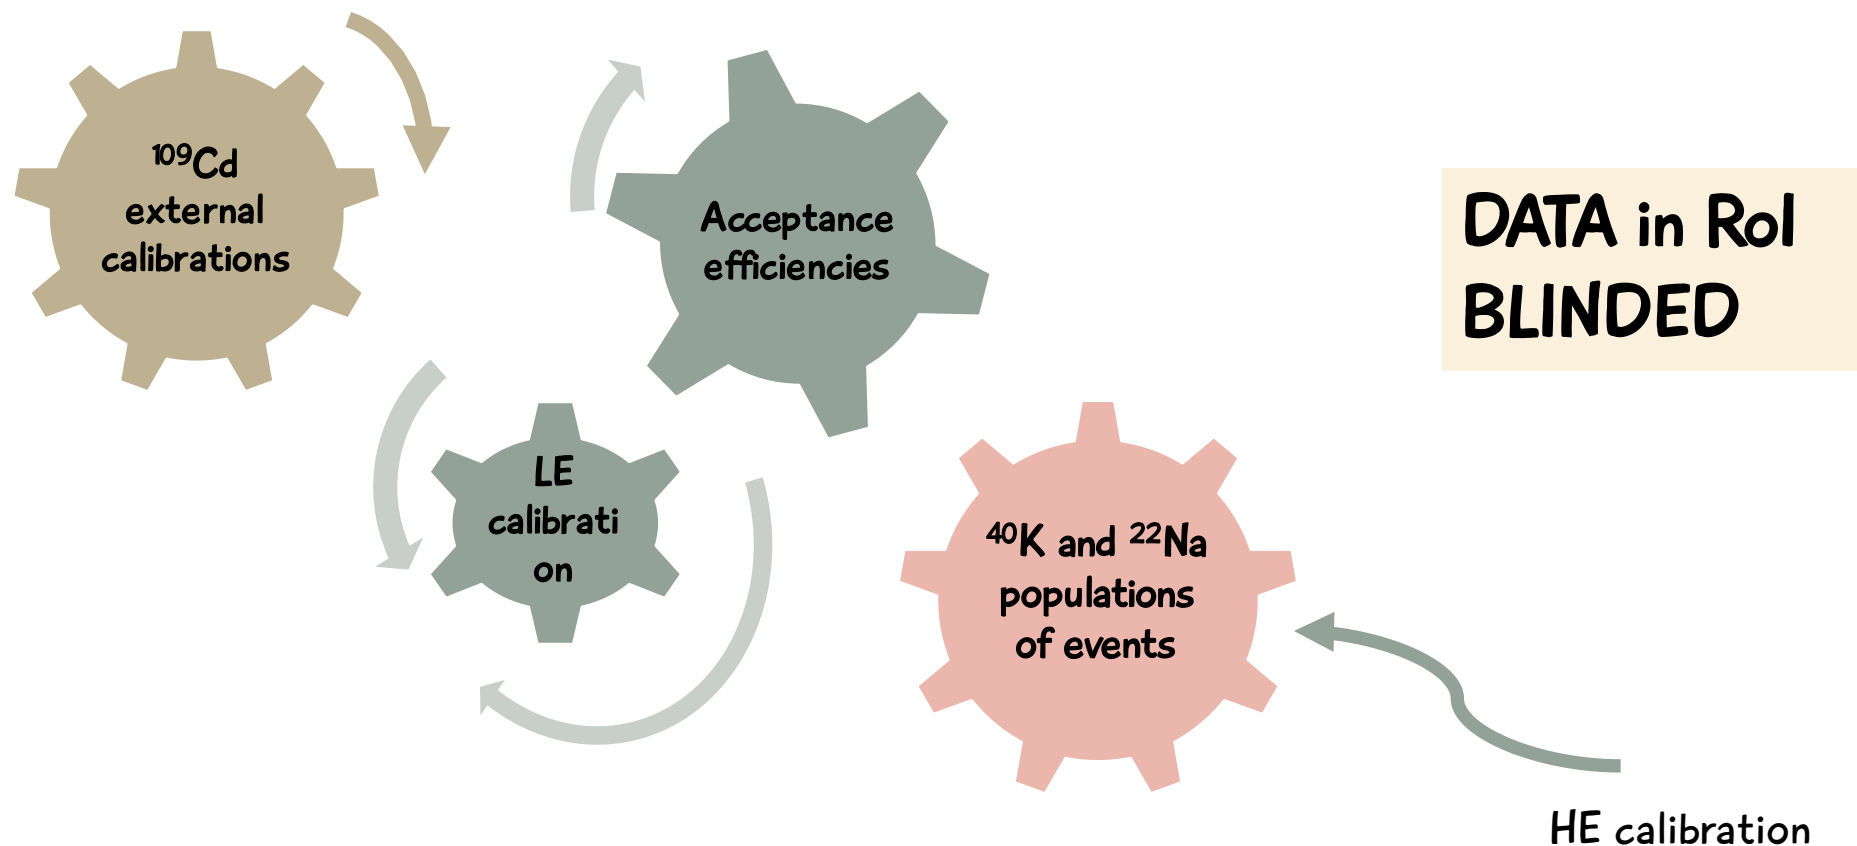 ¹⁰⁹Cd
external
calibrations
Acceptance
efficiencies
DATA in RoI
BLINDED
LE
calibrati
on
⁴⁰K and ²²Na
populations
of events
HE calibration